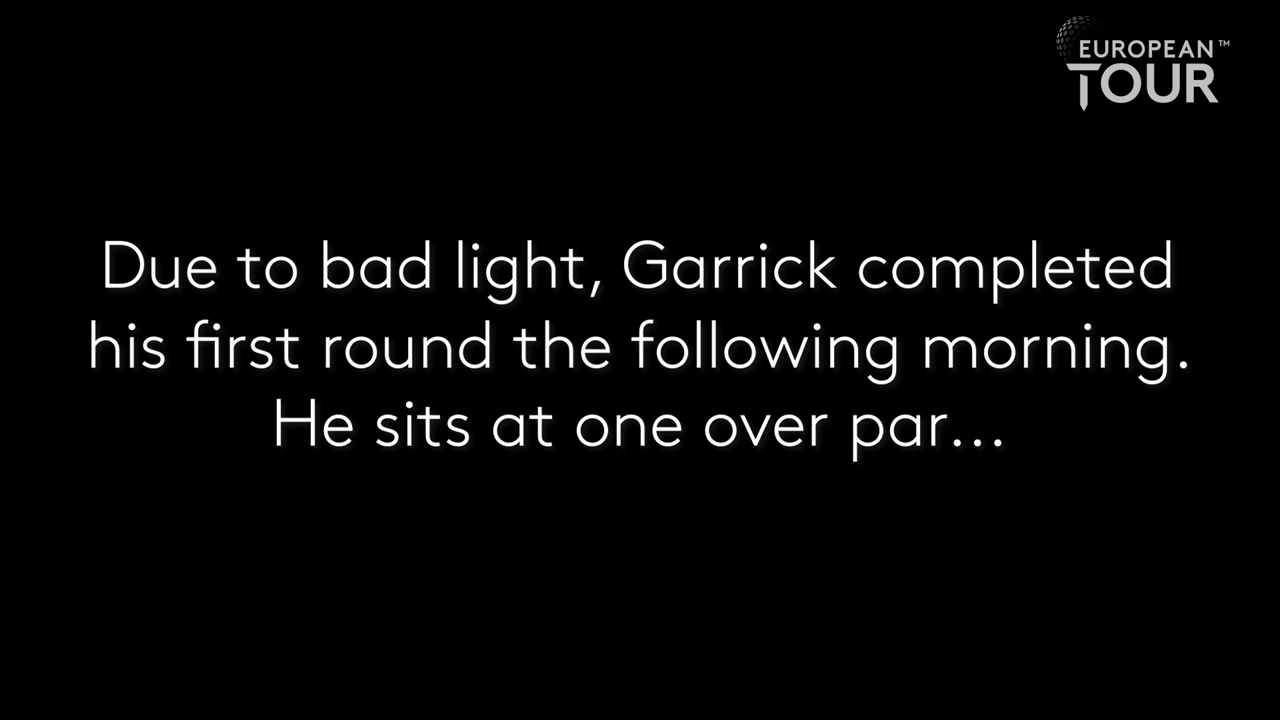 EUROPEAN™
TOUR
Due to bad light, Garrick completed
his first round the following morning.
He sits at one over par...